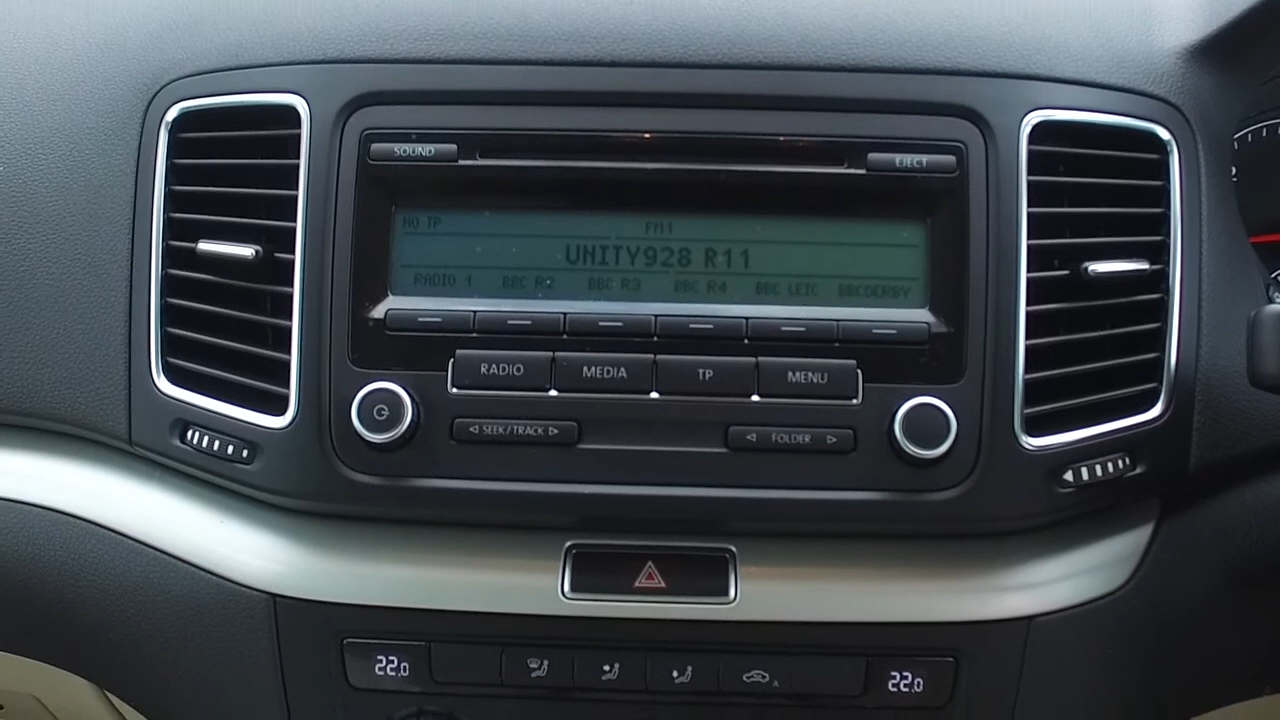 SOUND
EJECT
NO TP FM1
UNITY928 R11
RADIO 1 BBC R2 BBC R3 BBC R4 BBC LEIC BBCDERBY
RADIO MEDIA TP MENU
SEEK/TRACK
FOLDER
22.0
22.0